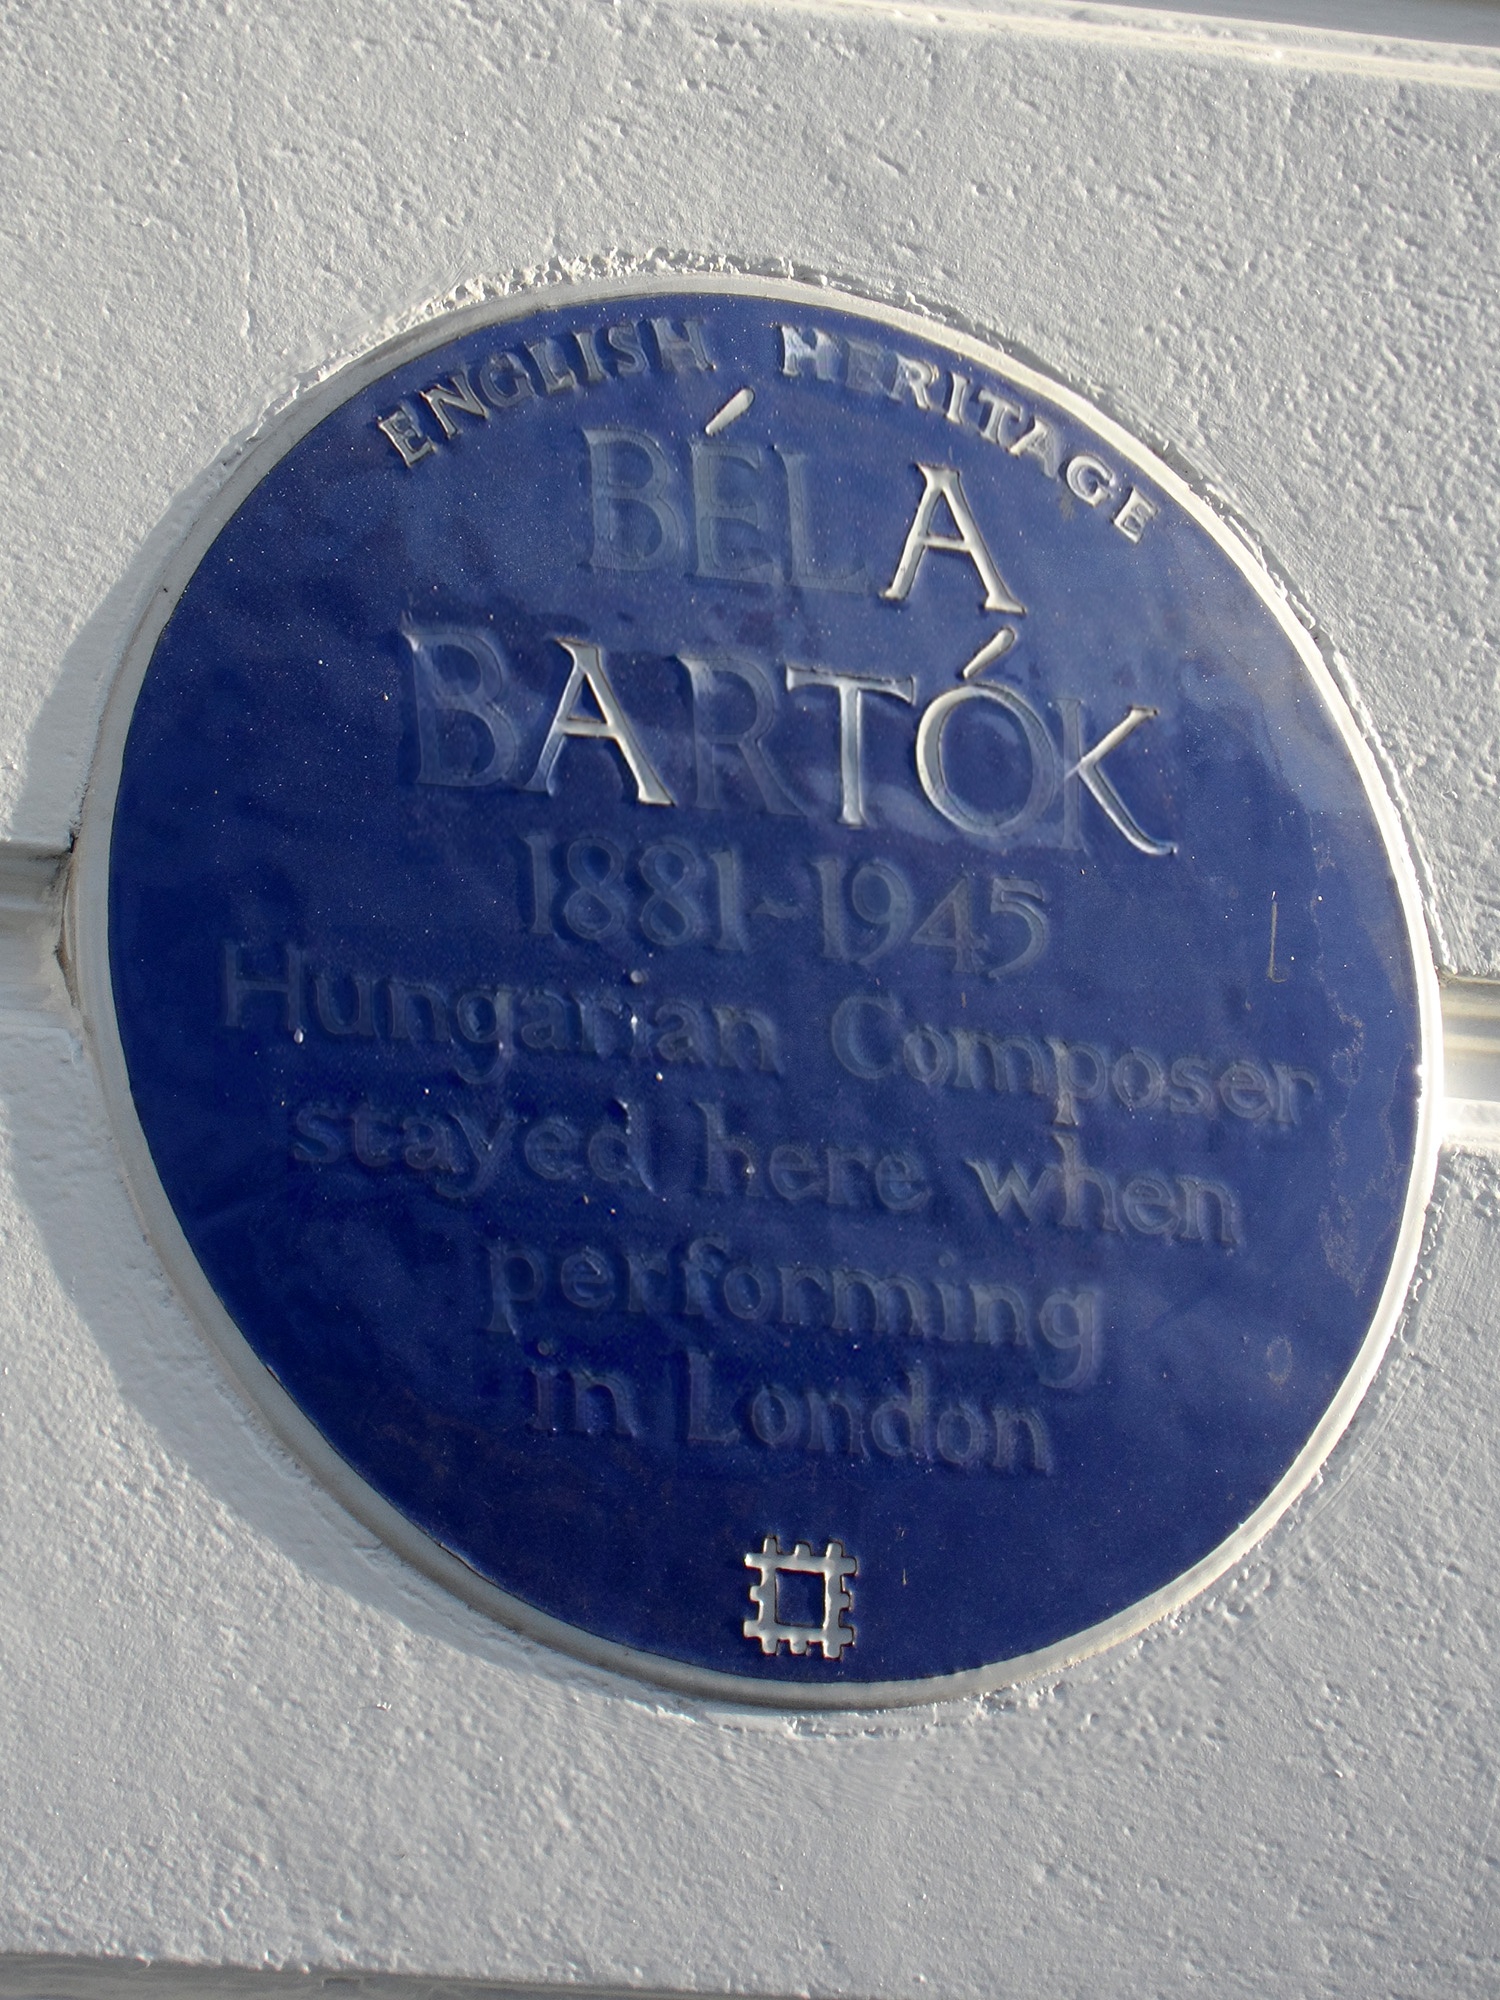 ENGLISH HERITAGE
BÉLA
BARTÓK
1881-1945
Hungarian Composer
stayed here when
performing
in London